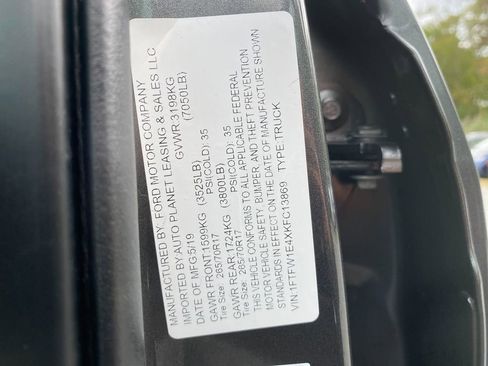 MANUFACTURED BY: FORD MOTOR COMPANY
IMPORTED BY AUTO PLANET LEASING & SALES LLC.
GVWR:3198KG
(7050LB)
DATE OF MFG:5/19
GAWR FRONT:1599KG (3525LB)
Tire Size: 265/70R17 PSI(COLD): 35
GAWR REAR:1724KG (3800LB)
Tire Size: 265/70R17 PSI(COLD): 35
THIS VEHICLE CONFORMS TO ALL APPLICABLE FEDERAL
MOTOR VEHICLE SAFETY, BUMPER, AND THEFT PREVENTION
STANDARDS IN EFFECT ON THE DATE OF MANUFACTURE SHOWN
VIN:1FTFW1E4XKFC13869 TYPE:TRUCK